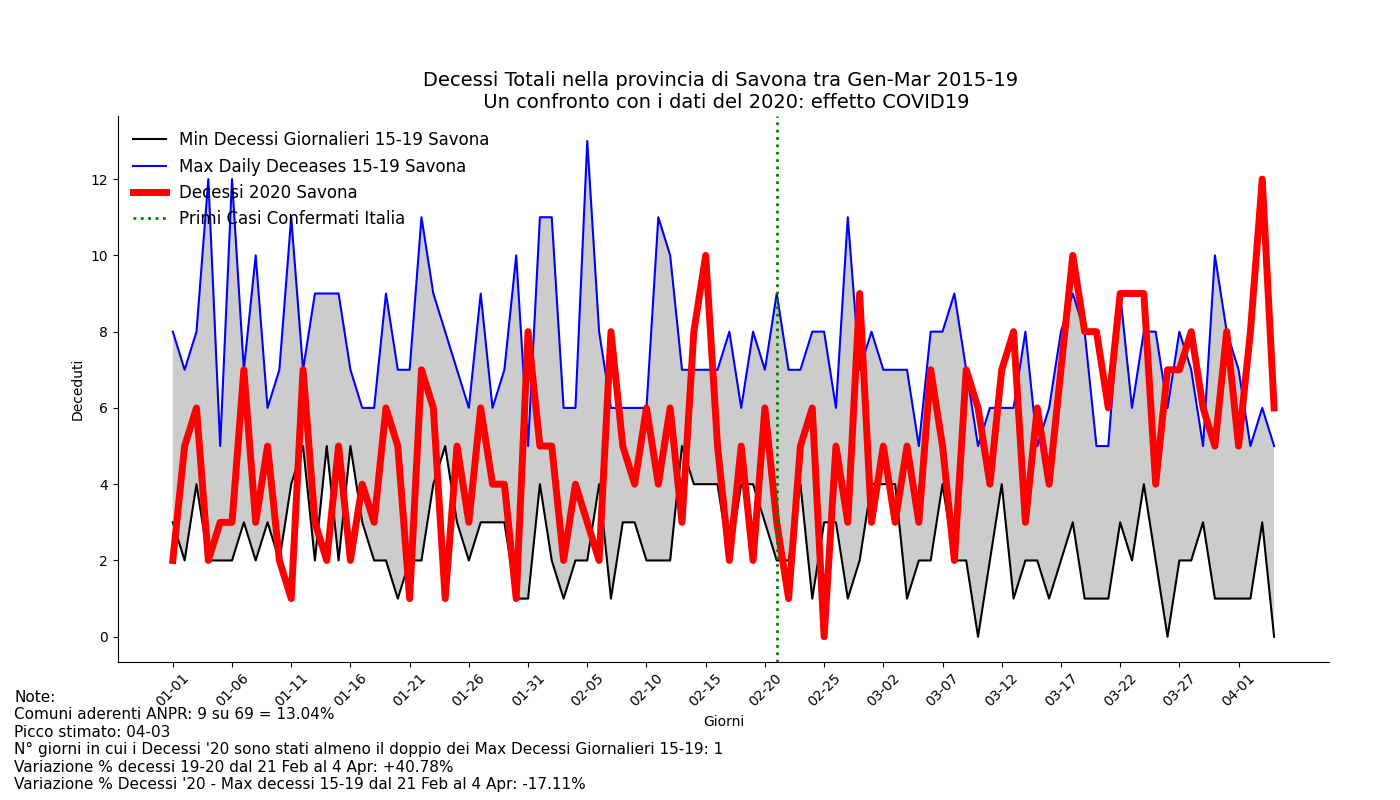 Decessi Totali nella provincia di Savona tra Gen-Mar 2015-19
Un confronto con i dati del 2020: effetto COVID19
Min Decessi Giornalieri 15-19 Savona
Max Daily Deceases 15-19 Savona
Decessi 2020 Savona
Primi Casi Confermati Italia
Deceduti
12
10
8
6
4
2
0
01-01
01-06
01-11
01-16
01-21
01-26
01-31
02-05
02-10
02-15
02-20
02-25
03-02
03-07
03-12
03-17
03-22
03-27
04-01
Giorni
Note:
Comuni aderenti ANPR: 9 su 69 = 13.04%
Picco stimato: 04-03
N° giorni in cui i Decessi '20 sono stati almeno il doppio dei Max Decessi Giornalieri 15-19: 1
Variazione % decessi 19-20 dal 21 Feb al 4 Apr: +40.78%
Variazione % Decessi '20 - Max decessi 15-19 dal 21 Feb al 4 Apr: -17.11%